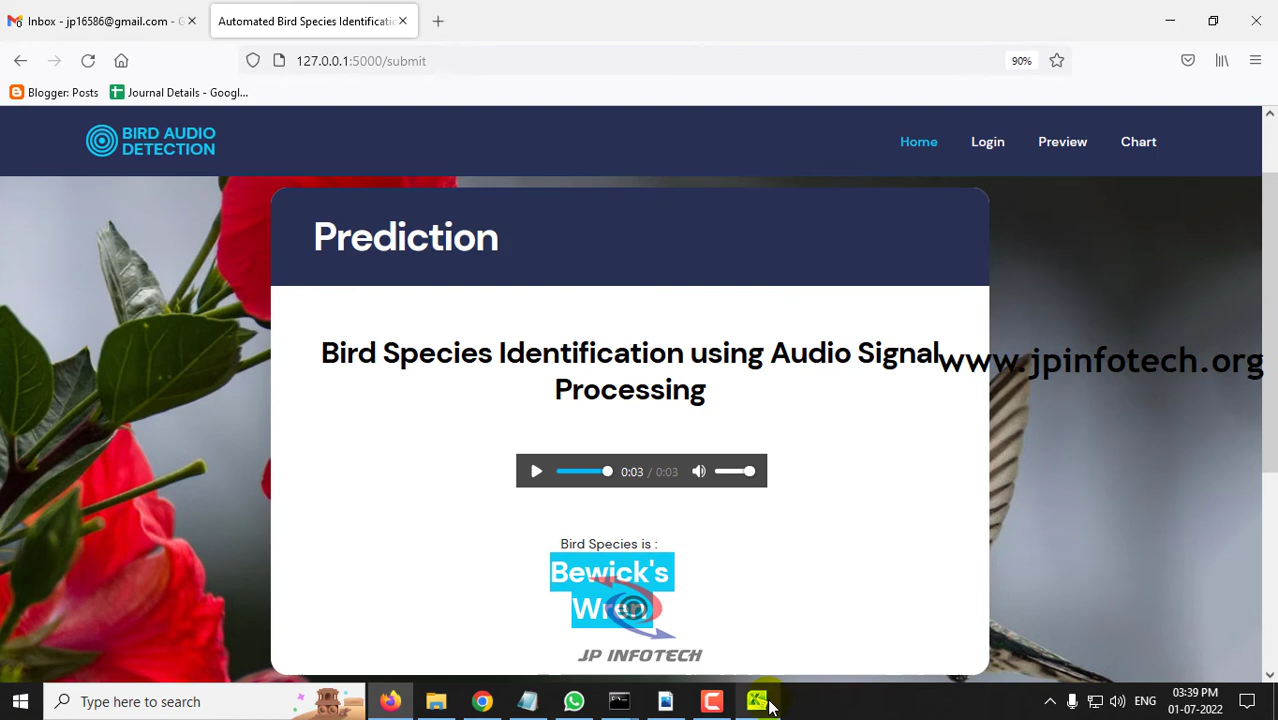 Inbox - jp16586@gmail.com - G
Automated Bird Species Identificatio
127.0.0.1:5000/submit
90%
Blogger: Posts
Journal Details - Googl...
BIRD AUDIO
DETECTION
Home
Login
Preview
Chart
Prediction
Bird Species Identification using Audio Signal
Processing
www.jpinfotech.org
0:03 / 0:03
Bird Species is :
Bewick's
Wren
JP INFOTECH
Type here to search
ENG
03:39 PM
01-07-2022